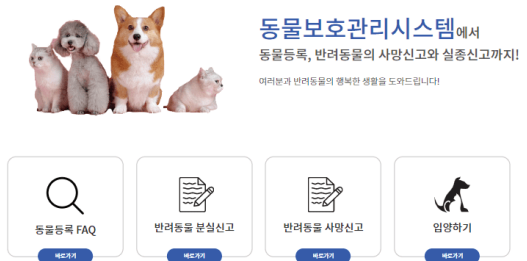 동물보호관리시스템에서
동물등록, 반려동물의 사망신고와 실종신고까지!
여러분과 반려동물의 행복한 생활을 도와드립니다!
동물등록 FAQ
반려동물 분실신고
반려동물 사망신고
입양하기
바로가기
바로가기
바로가기
바로가기